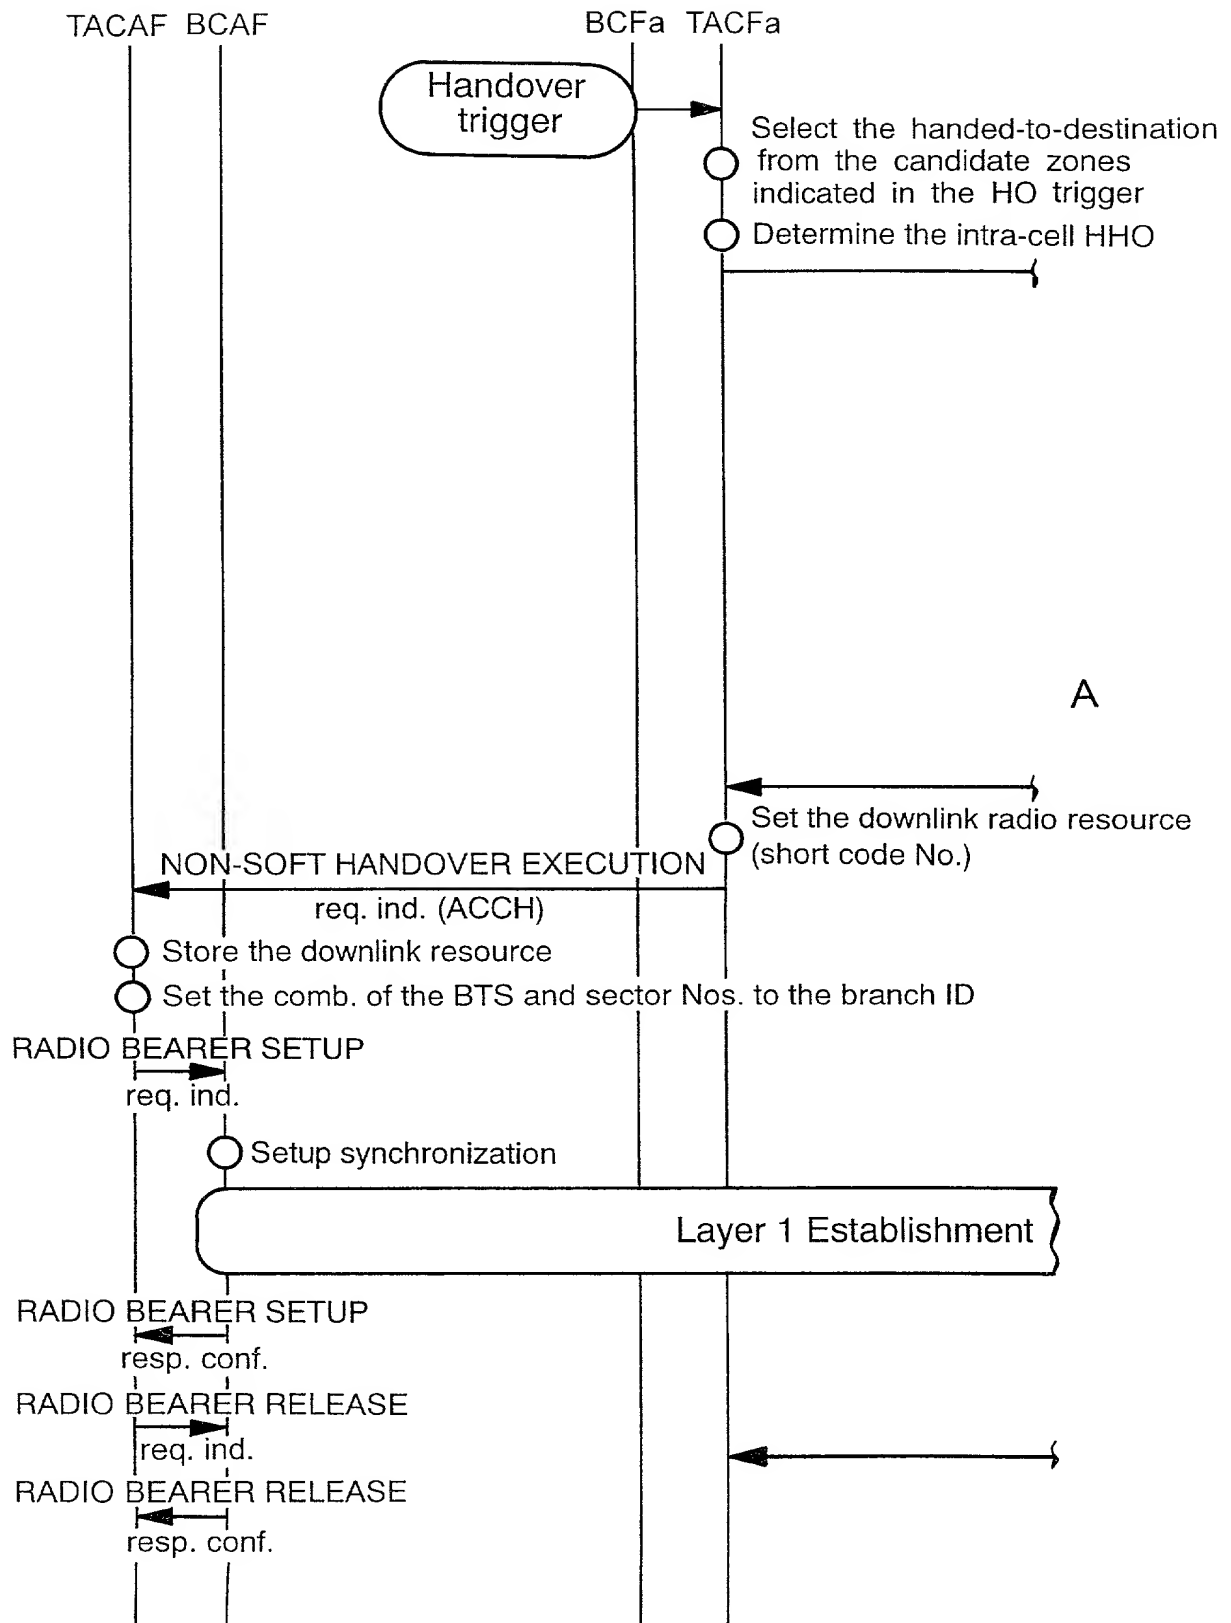 TACAF BCAF BCFa TACFa
Handover
trigger
Select the handed-to-destination
from the candidate zones
indicated in the HO trigger
Determine the intra-cell HHO
A
Set the downlink radio resource
(short code No.)
NON-SOFT HANDOVER EXECUTION
req. ind. (ACCH)
Store the downlink resource
Set the comb. of the BTS and sector Nos. to the branch ID
RADIO BEARER SETUP
req. ind.
Setup synchronization
Layer 1 Establishment
RADIO BEARER SETUP
resp. conf.
RADIO BEARER RELEASE
req. ind.
RADIO BEARER RELEASE
resp. conf.